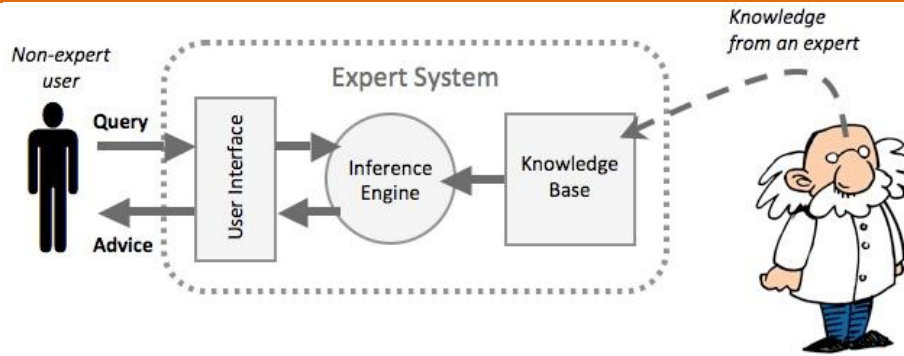 Knowledge
from an expert
Non-expert
user
Expert System
Query
User Interface
Inference
Engine
Knowledge
Base
Advice